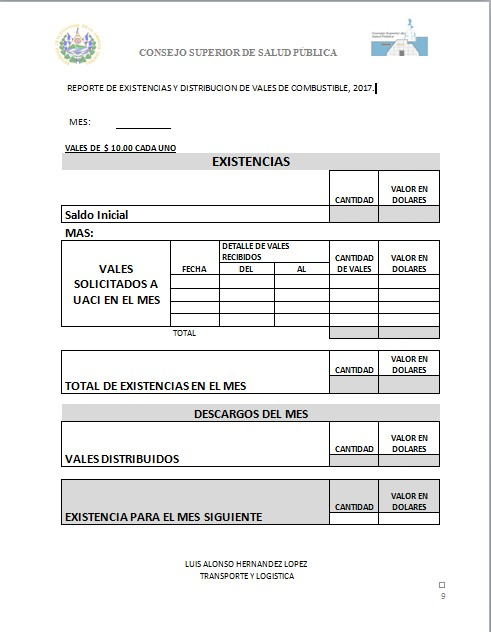 CONSEJO SUPERIOR DE SALUD PÚBLICA
Consejo Superior de
Salud Pública
REPORTE DE EXISTENCIAS Y DISTRIBUCION DE VALES DE COMBUSTIBLE, 2017.
MES:
VALES DE $ 10.00 CADA UNO
EXISTENCIAS
CANTIDAD
VALOR EN
DOLARES
Saldo Inicial
MAS:
VALES
SOLICITADOS A
UACI EN EL MES
FECHA
DETALLE DE VALES
RECIBIDOS
DEL
AL
CANTIDAD
DE VALES
VALOR EN
DOLARES
TOTAL
TOTAL DE EXISTENCIAS EN EL MES
CANTIDAD
VALOR EN
DOLARES
DESCARGOS DEL MES
VALES DISTRIBUIDOS
CANTIDAD
VALOR EN
DOLARES
EXISTENCIA PARA EL MES SIGUIENTE
CANTIDAD
VALOR EN
DOLARES
LUIS ALONSO HERNANDEZ LOPEZ
TRANSPORTE Y LOGISTICA
9